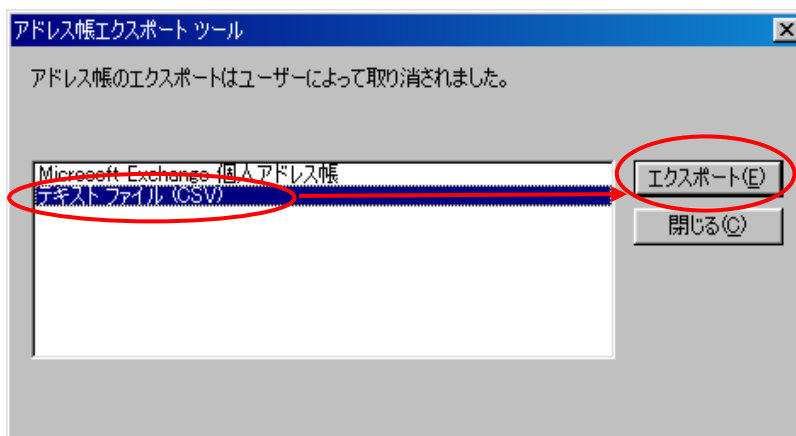 アドレス帳エクスポート ツール
アドレス帳のエクスポートはユーザーによって取り消されました。
Microsoft Exchange 個人アドレス帳
テキスト ファイル (CSV)
エクスポート(E)
閉じる(C)